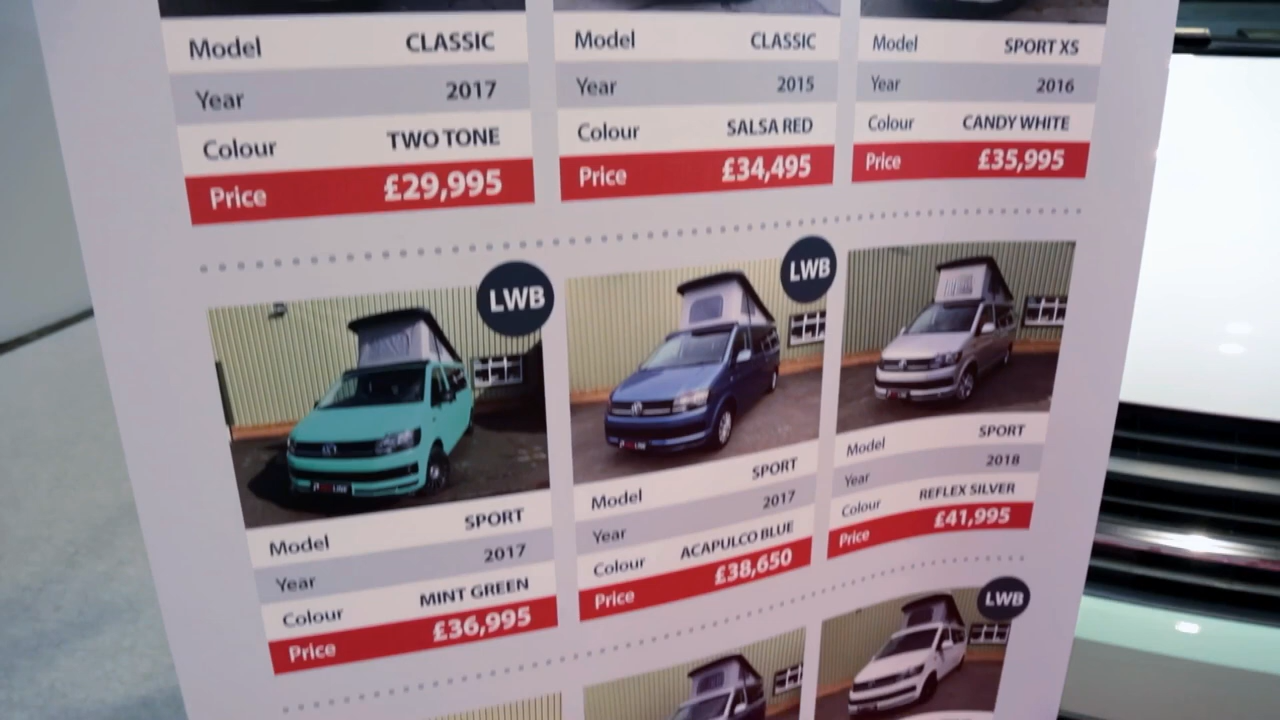 Model CLASSIC
Year 2017
Colour TWO TONE
Price £29,995
Model CLASSIC
Year 2015
Colour SALSA RED
Price £34,495
Model SPORT XS
Year 2016
Colour CANDY WHITE
Price £35,995
LWB
Model SPORT
Year 2017
Colour MINT GREEN
Price £36,995
LWB
Model SPORT
Year 2017
Colour ACAPULCO BLUE
Price £38,650
Model SPORT
Year 2018
Colour REFLEX SILVER
Price £41,995
LWB